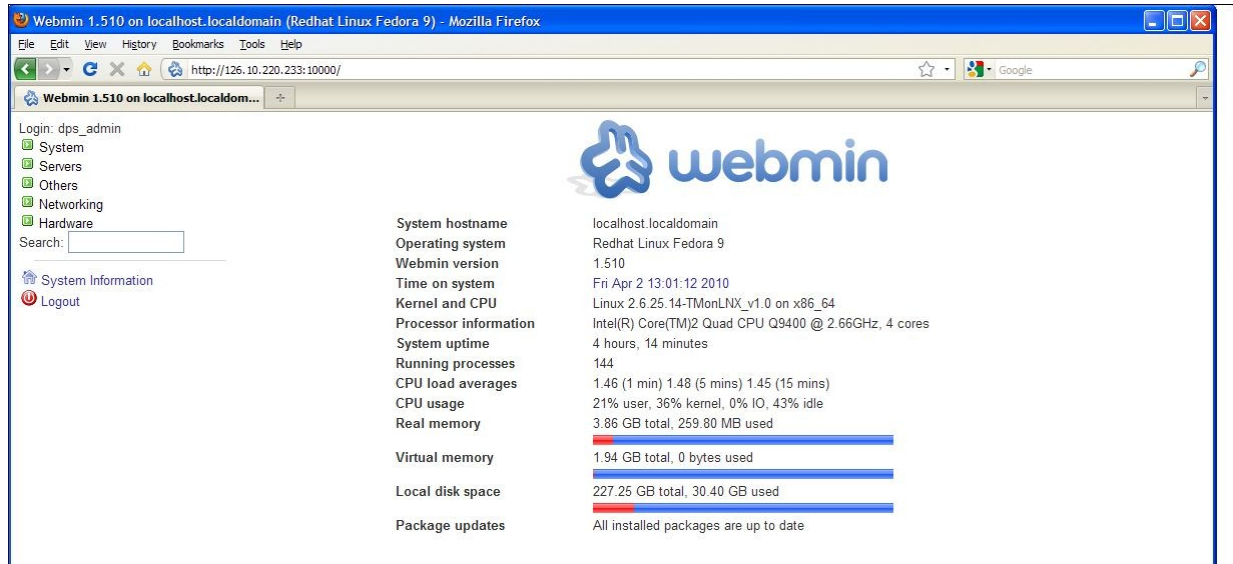 Webmin 1.510 on localhost.localdomain (Redhat Linux Fedora 9) - Mozilla Firefox
File Edit View History Bookmarks Tools Help
http://126.10.220.233:10000/
Google
Webmin 1.510 on localhost.localdom...
Login: dps_admin
System
Servers
Others
Networking
Hardware
Search:
System Information
Logout
webmin
System hostname localhost.localdomain
Operating system Redhat Linux Fedora 9
Webmin version 1.510
Time on system Fri Apr 2 13:01:12 2010
Kernel and CPU Linux 2.6.25.14-TMonLNX_v1.0 on x86_64
Processor information Intel(R) Core(TM)2 Quad CPU Q9400 @ 2.66GHz, 4 cores
System uptime 4 hours, 14 minutes
Running processes 144
CPU load averages 1.46 (1 min) 1.48 (5 mins) 1.45 (15 mins)
CPU usage 21% user, 36% kernel, 0% IO, 43% idle
Real memory 3.86 GB total, 259.80 MB used
Virtual memory 1.94 GB total, 0 bytes used
Local disk space 227.25 GB total, 30.40 GB used
Package updates All installed packages are up to date